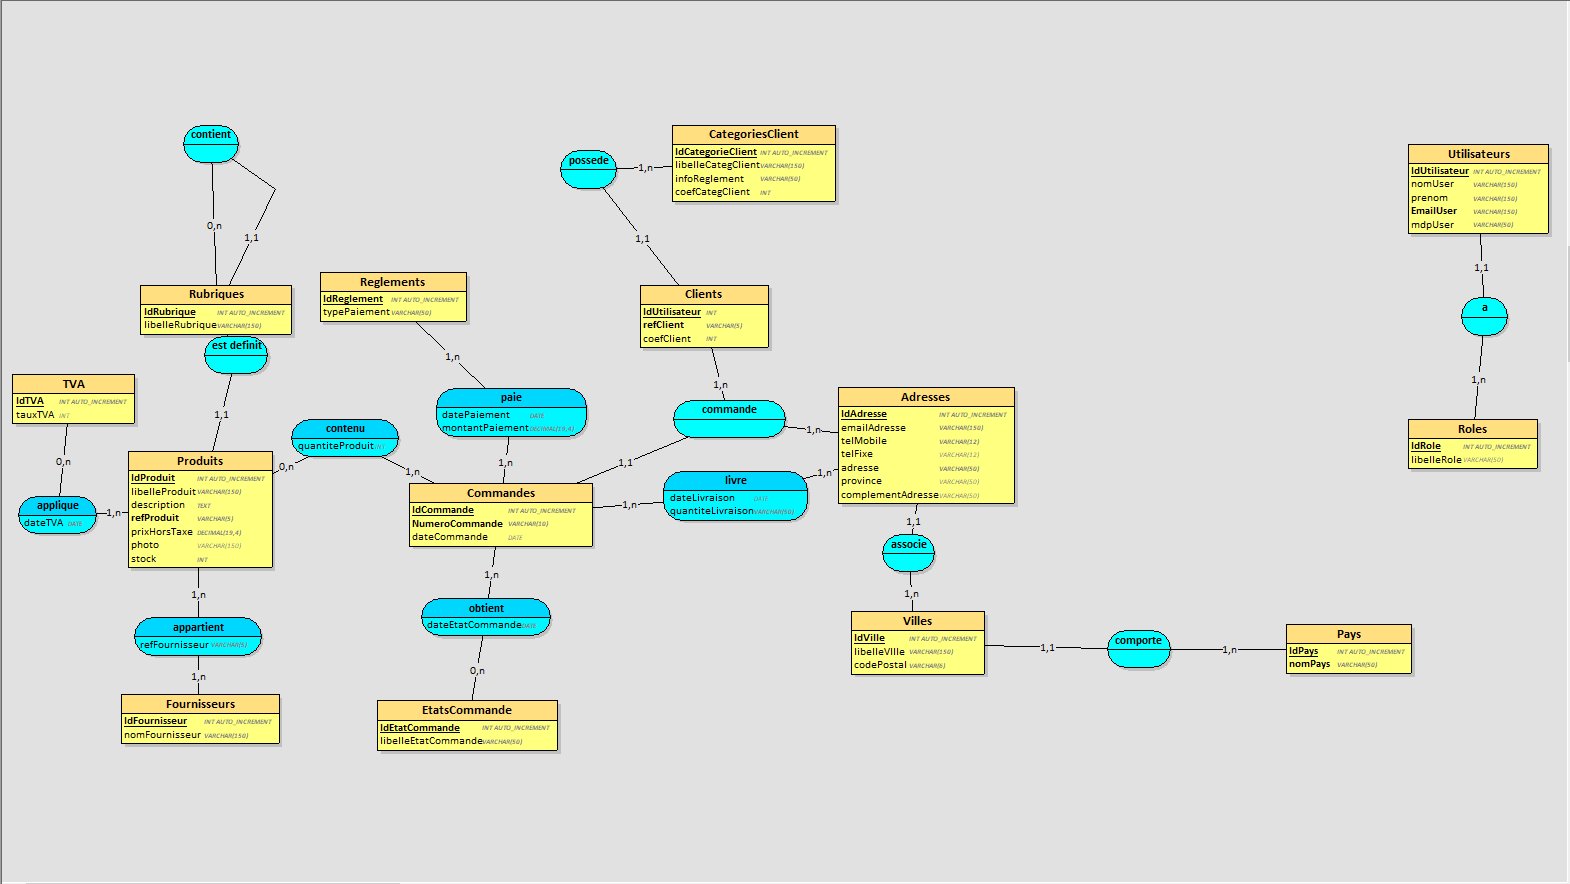 contient
0,n
1,1
Rubriques
IdRubrique INT AUTO_INCREMENT
libelleRubrique VARCHAR(150)
est definit
1,1
TVA
IdTVA INT AUTO_INCREMENT
tauxTVA INT
0,n
applique
dateTVA DATE
1,n
Produits
IdProduit INT AUTO_INCREMENT
libelleProduit VARCHAR(150)
description TEXT
refProduit VARCHAR(5)
prixHorsTaxe DECIMAL(19,4)
photo VARCHAR(150)
stock INT
1,n
appartient
refFournisseur VARCHAR(5)
1,n
Fournisseurs
IdFournisseur INT AUTO_INCREMENT
nomFournisseur VARCHAR(150)
Reglements
IdReglement INT AUTO_INCREMENT
typePaiement VARCHAR(50)
1,n
paie
datePaiement DATE
montantPaiement DECIMAL(19,4)
1,n
contenu
quantiteProduit INT
0,n
1,n
Commandes
IdCommande INT AUTO_INCREMENT
NumeroCommande VARCHAR(10)
dateCommande DATE
1,n
obtient
dateEtatCommande DATE
0,n
EtatsCommande
IdEtatCommande INT AUTO_INCREMENT
libelleEtatCommande VARCHAR(50)
possede
1,n
CategoriesClient
IdCategorieClient INT AUTO_INCREMENT
libelleCategClient VARCHAR(150)
infoReglement VARCHAR(50)
coefCategClient INT
1,1
Clients
IdUtilisateur INT
refClient VARCHAR(5)
coefClient INT
1,n
commande
1,n
1,1
livre
dateLivraison DATE
quantiteLivraison VARCHAR(50)
1,n
1,n
Adresses
IdAdresse INT AUTO_INCREMENT
emailAdresse VARCHAR(150)
telMobile VARCHAR(12)
telFixe VARCHAR(12)
adresse VARCHAR(50)
province VARCHAR(50)
complementAdresse VARCHAR(50)
1,1
associe
1,n
Villes
IdVille INT AUTO_INCREMENT
libelleVIlle VARCHAR(150)
codePostal VARCHAR(6)
1,1
comporte
1,n
Pays
IdPays INT AUTO_INCREMENT
nomPays VARCHAR(50)
Utilisateurs
IdUtilisateur INT AUTO_INCREMENT
nomUser VARCHAR(150)
prenom VARCHAR(150)
EmailUser VARCHAR(150)
mdpUser VARCHAR(50)
1,1
a
1,n
Roles
IdRole INT AUTO_INCREMENT
libelleRole VARCHAR(50)